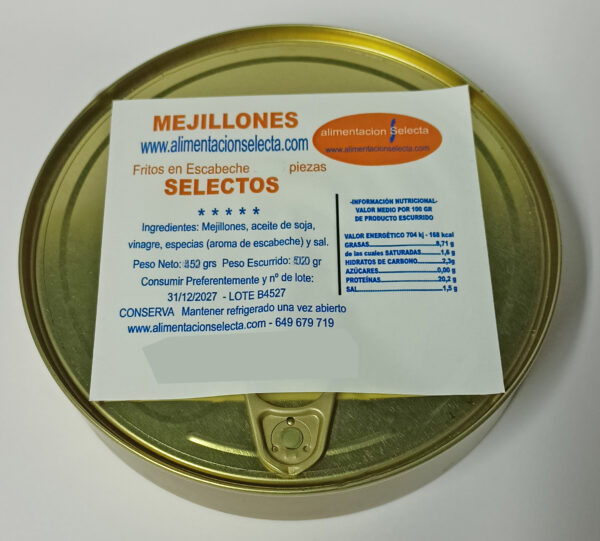 MEJILLONES
www.alimentacionselecta.com
alimentacion Selecta
www.alimentacionselecta.com
Fritos en Escabeche piezas
SELECTOS
* * * * *
Ingredientes: Mejillones, aceite de soja,
vinagre, especias (aroma de escabeche) y sal.
Peso Neto: grs Peso Escurrido: gr
Consumir Preferentemente y nº de lote:
31/12/2027 - LOTE B4527
CONSERVA Mantener refrigerado una vez abierto
www.alimentacionselecta.com - 649 679 719
-INFORMACIÓN NUTRICIONAL-
VALOR MEDIO POR 100 GR
DE PRODUCTO ESCURRIDO
VALOR ENERGÉTICO 704 kj - 168 kcal
GRASAS......................8,71 g
de las cuales SATURADAS.......1,6 g
HIDRATOS DE CARBONO.......2,3g
AZÚCARES......................0,00 g
PROTEÍNAS......................20,2 g
SAL......................1,5 g